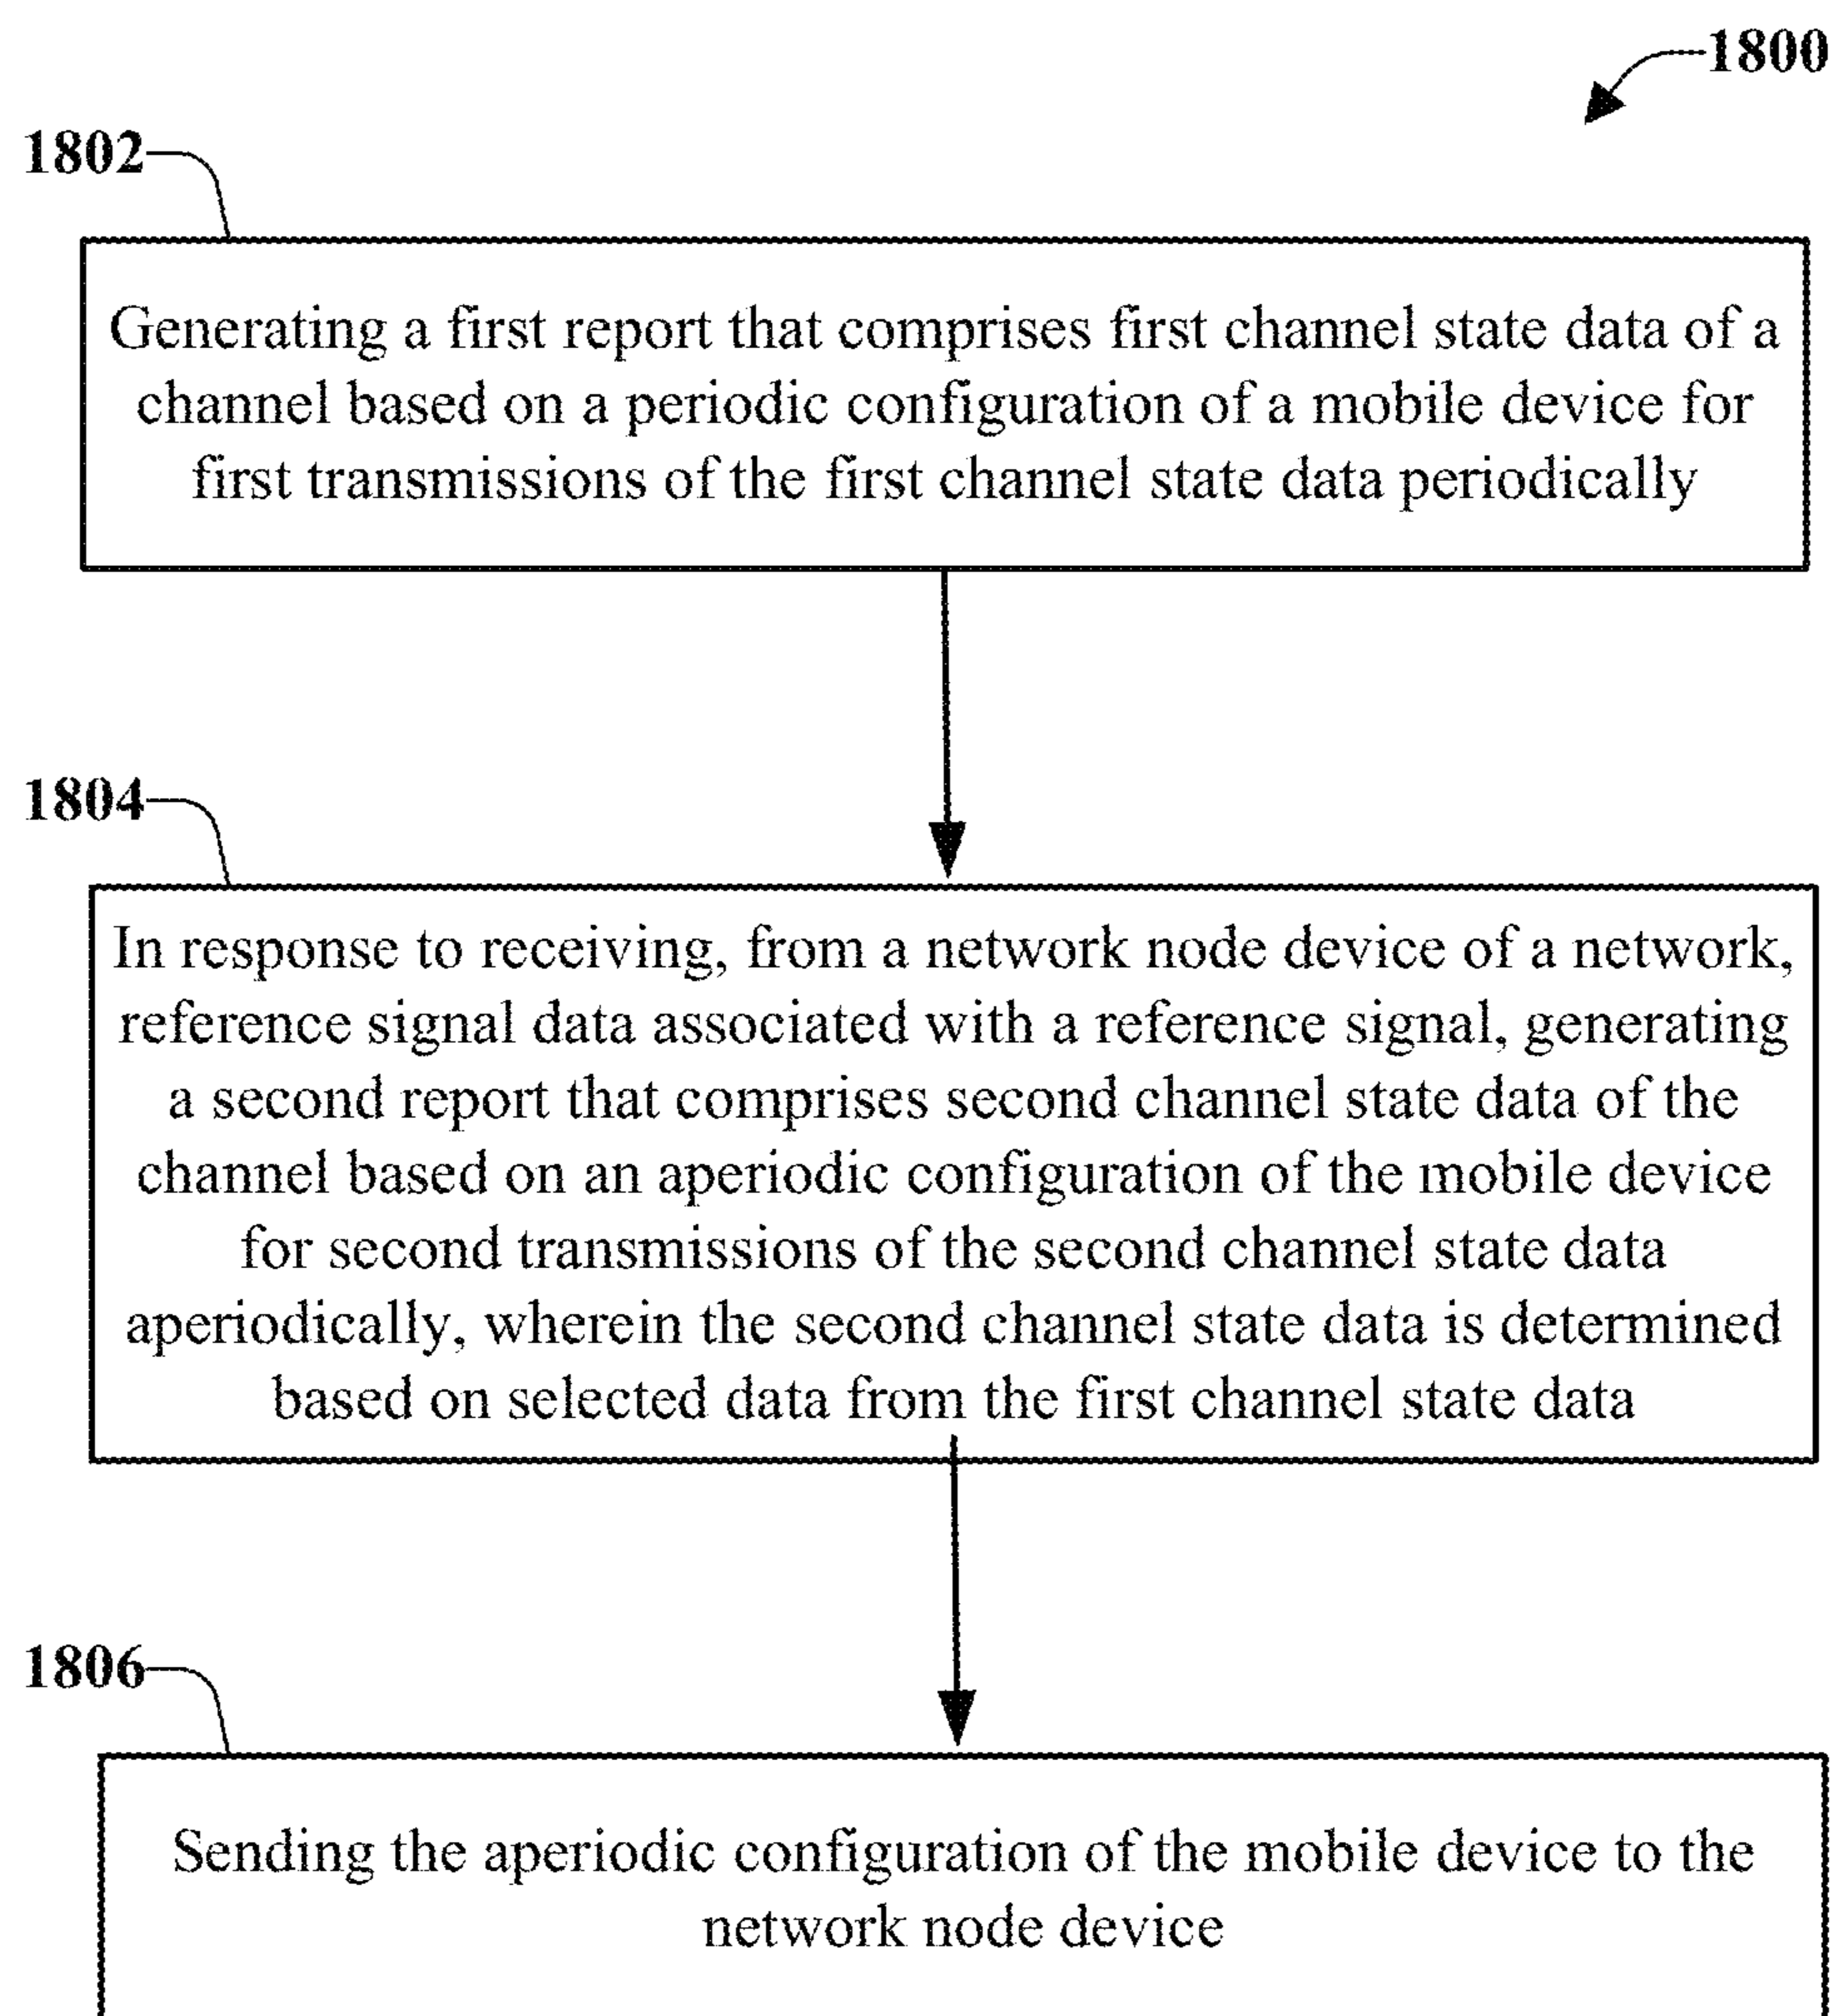 1800
1802
Generating a first report that comprises first channel state data of a
channel based on a periodic configuration of a mobile device for
first transmissions of the first channel state data periodically
1804
In response to receiving, from a network node device of a network,
reference signal data associated with a reference signal, generating
a second report that comprises second channel state data of the
channel based on an aperiodic configuration of the mobile device
for second transmissions of the second channel state data
aperiodically, wherein the second channel state data is determined
based on selected data from the first channel state data
1806
Sending the aperiodic configuration of the mobile device to the
network node device